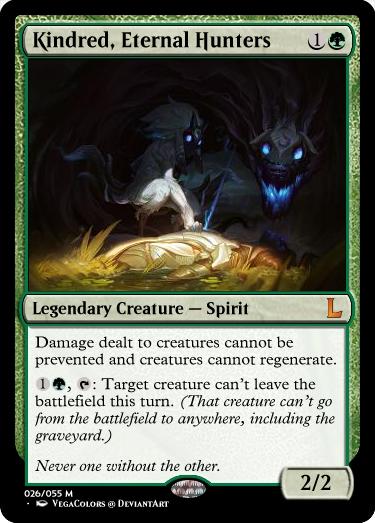 Kindred, Eternal Hunters 1
Legendary Creature — Spirit L
Damage dealt to creatures cannot be
prevented and creatures cannot regenerate.
1, : Target creature can't leave the
battlefield this turn. (That creature can't go
from the battlefield to anywhere, including the
graveyard.)
Never one without the other.
2/2
026/055 M
· VegaColors @ DeviantArt